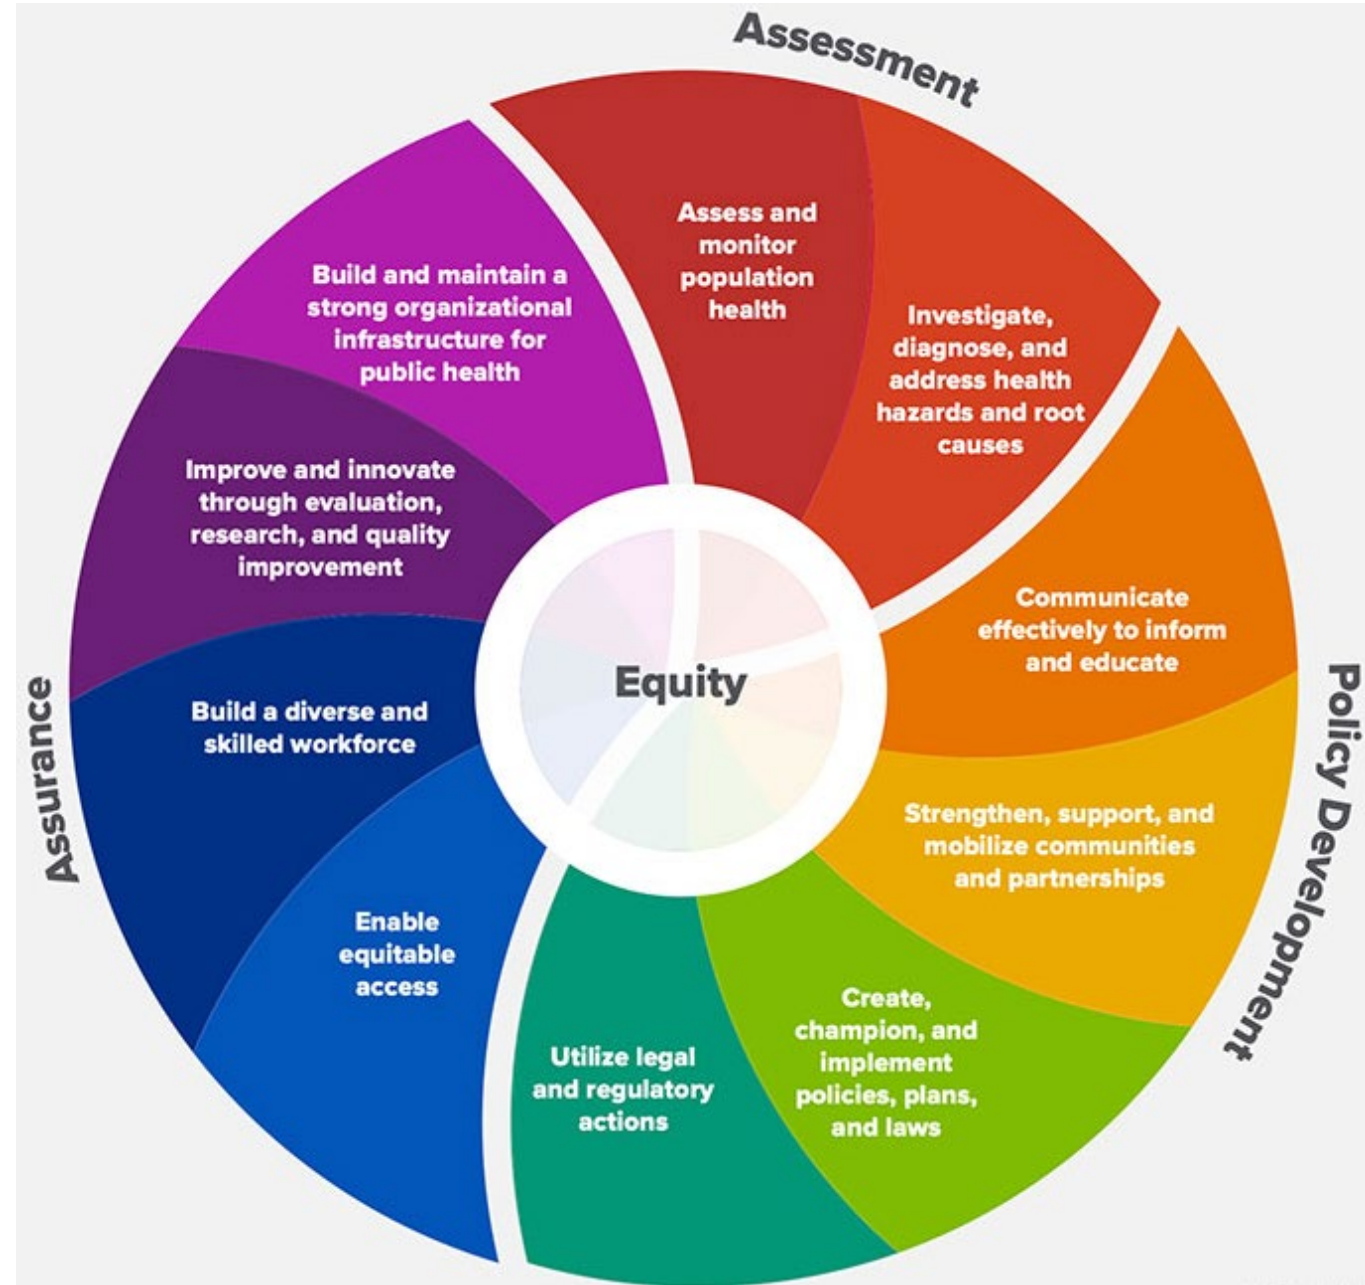 Assessment
Assess and
monitor
population
health
Investigate,
diagnose, and
address health
hazards and root
causes
Policy Development
Communicate
effectively to inform
and educate
Strengthen, support, and
mobilize communities
and partnerships
Create,
champion, and
implement
policies, plans,
and laws
Utilize legal
and regulatory
actions
Assurance
Enable
equitable
access
Build a diverse and
skilled workforce
Improve and innovate
through evaluation,
research, and quality
improvement
Build and maintain a
strong organizational
infrastructure for
public health
Equity